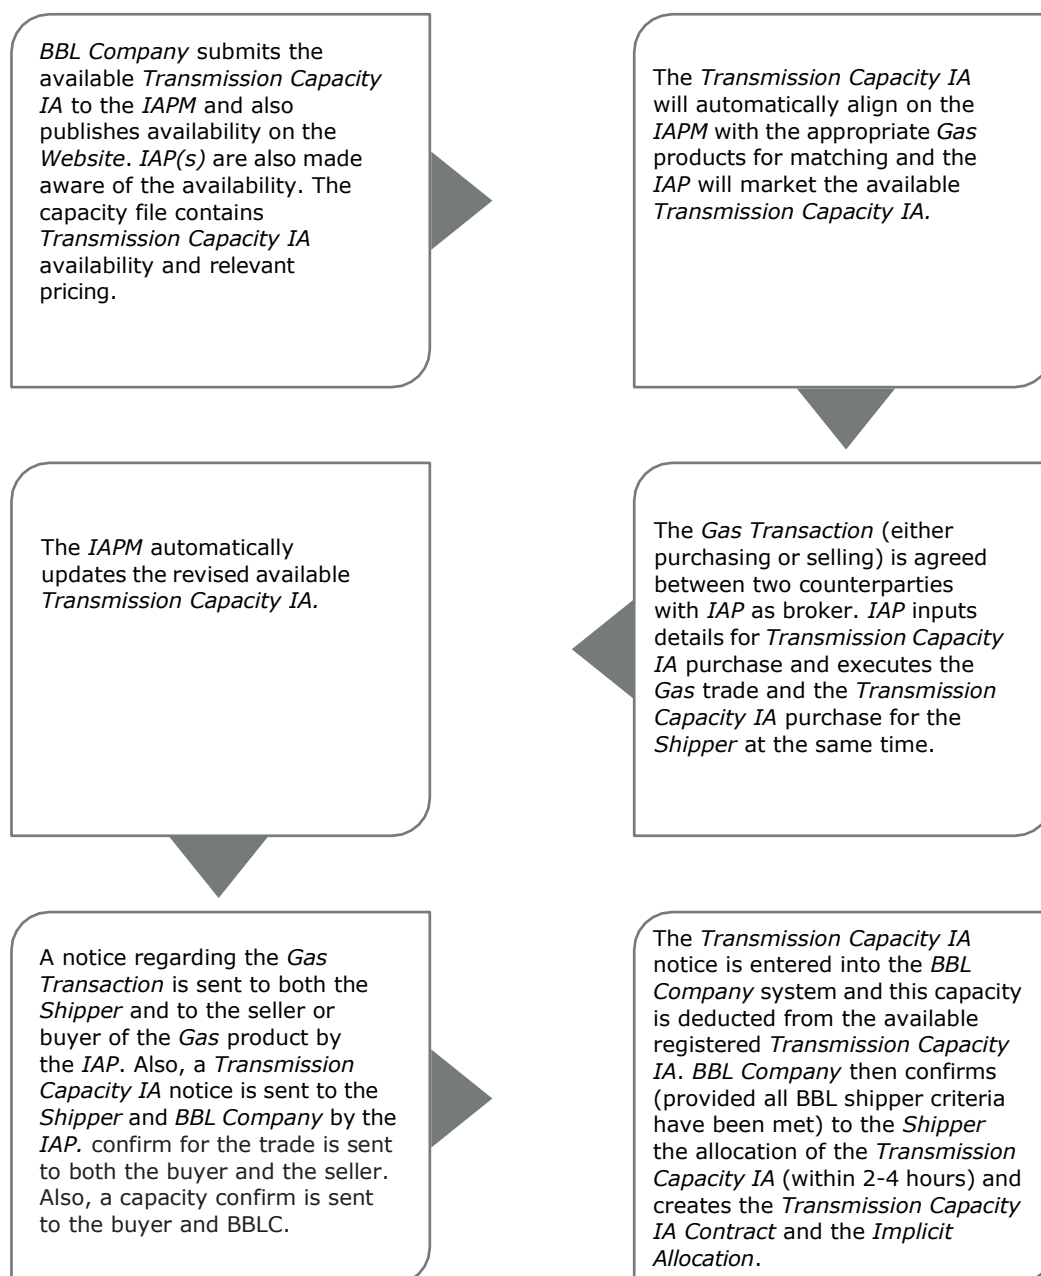 BBL Company submits the
available Transmission Capacity
IA to the IAPM and also
publishes availability on the
Website. IAP(s) are also made
aware of the availability. The
capacity file contains
Transmission Capacity IA
availability and relevant
pricing.
The Transmission Capacity IA
will automatically align on the
IAPM with the appropriate Gas
products for matching and the
IAP will market the available
Transmission Capacity IA.
The Gas Transaction (either
purchasing or selling) is agreed
between two counterparties
with IAP as broker. IAP inputs
details for Transmission Capacity
IA purchase and executes the
Gas trade and the Transmission
Capacity IA purchase for the
Shipper at the same time.
The IAPM automatically
updates the revised available
Transmission Capacity IA.
A notice regarding the Gas
Transaction is sent to both the
Shipper and to the seller or
buyer of the Gas product by
the IAP. Also, a Transmission
Capacity IA notice is sent to the
Shipper and BBL Company by the
IAP. confirm for the trade is sent
to both the buyer and the seller.
Also, a capacity confirm is sent
to the buyer and BBLC.
The Transmission Capacity IA
notice is entered into the BBL
Company system and this capacity
is deducted from the available
registered Transmission Capacity
IA. BBL Company then confirms
(provided all BBL shipper criteria
have been met) to the Shipper
the allocation of the Transmission
Capacity IA (within 2-4 hours) and
creates the Transmission Capacity
IA Contract and the Implicit
Allocation.